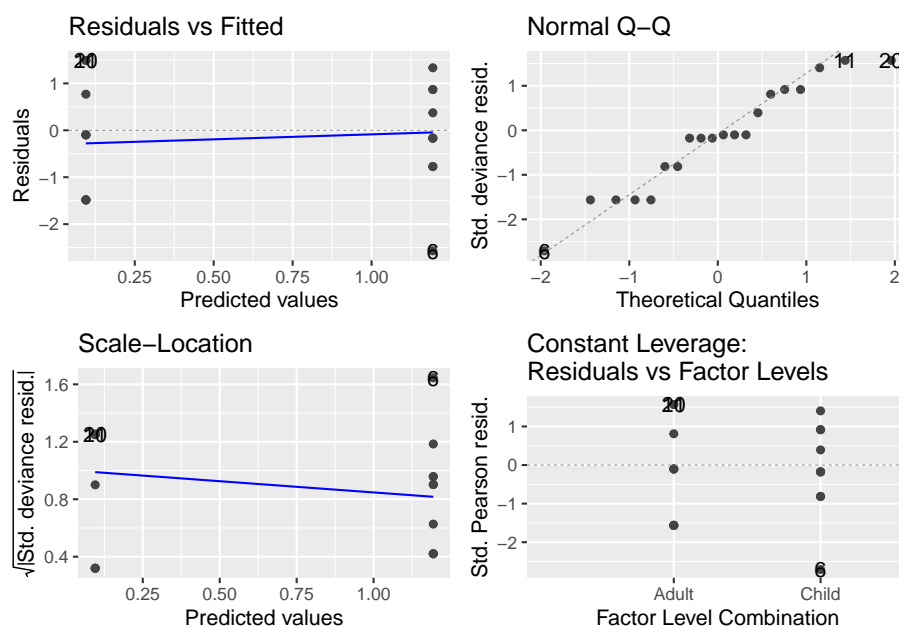 Residuals vs Fitted
Residuals
1
0
−1
−2
0.25 0.50 0.75 1.00
Predicted values
6
Normal Q−Q
Std. deviance resid.
1
0
−1
−2
−2 −1 0 1 2
Theoretical Quantiles
11 20
6
Scale−Location
√|Std. deviance resid.|
1.6
1.2
0.8
0.4
0.25 0.50 0.75 1.00
Predicted values
6
Constant Leverage:
Residuals vs Factor Levels
Std. Pearson resid.
1
0
−1
−2
Adult Child
Factor Level Combination
6